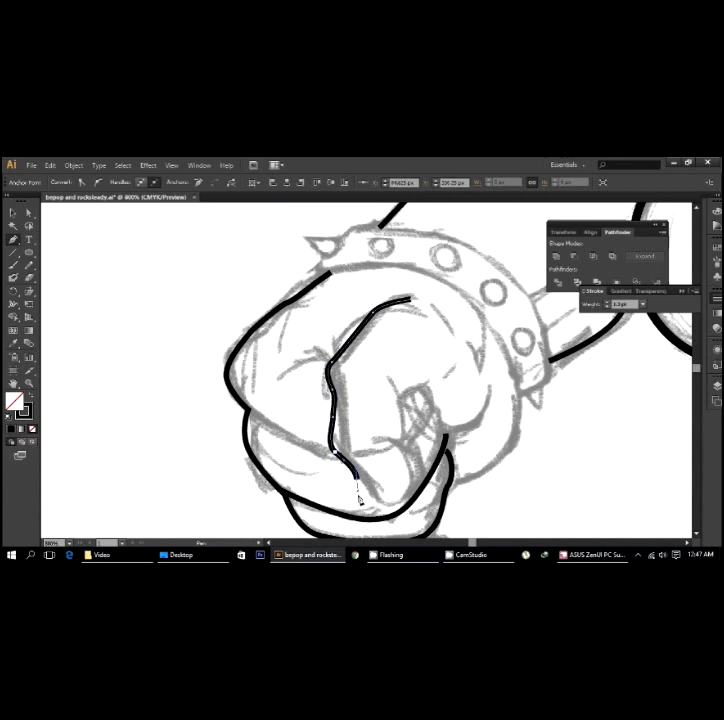 Ai File Edit Object Type Select Effect View Window Help Essentials
Anchor Point Convert: Handles: Anchors:
bepop and rocksteady.ai* @ 800% (CMYK/Preview) ×
Transform Align Pathfinder
Shape Modes:
Expand
Pathfinders:
Stroke Gradient Transparency
Weight:
800% 1 Pen
Video Desktop bepop and rockste... Flashing CamStudio ASUS ZenUI PC Su... 12:47 AM